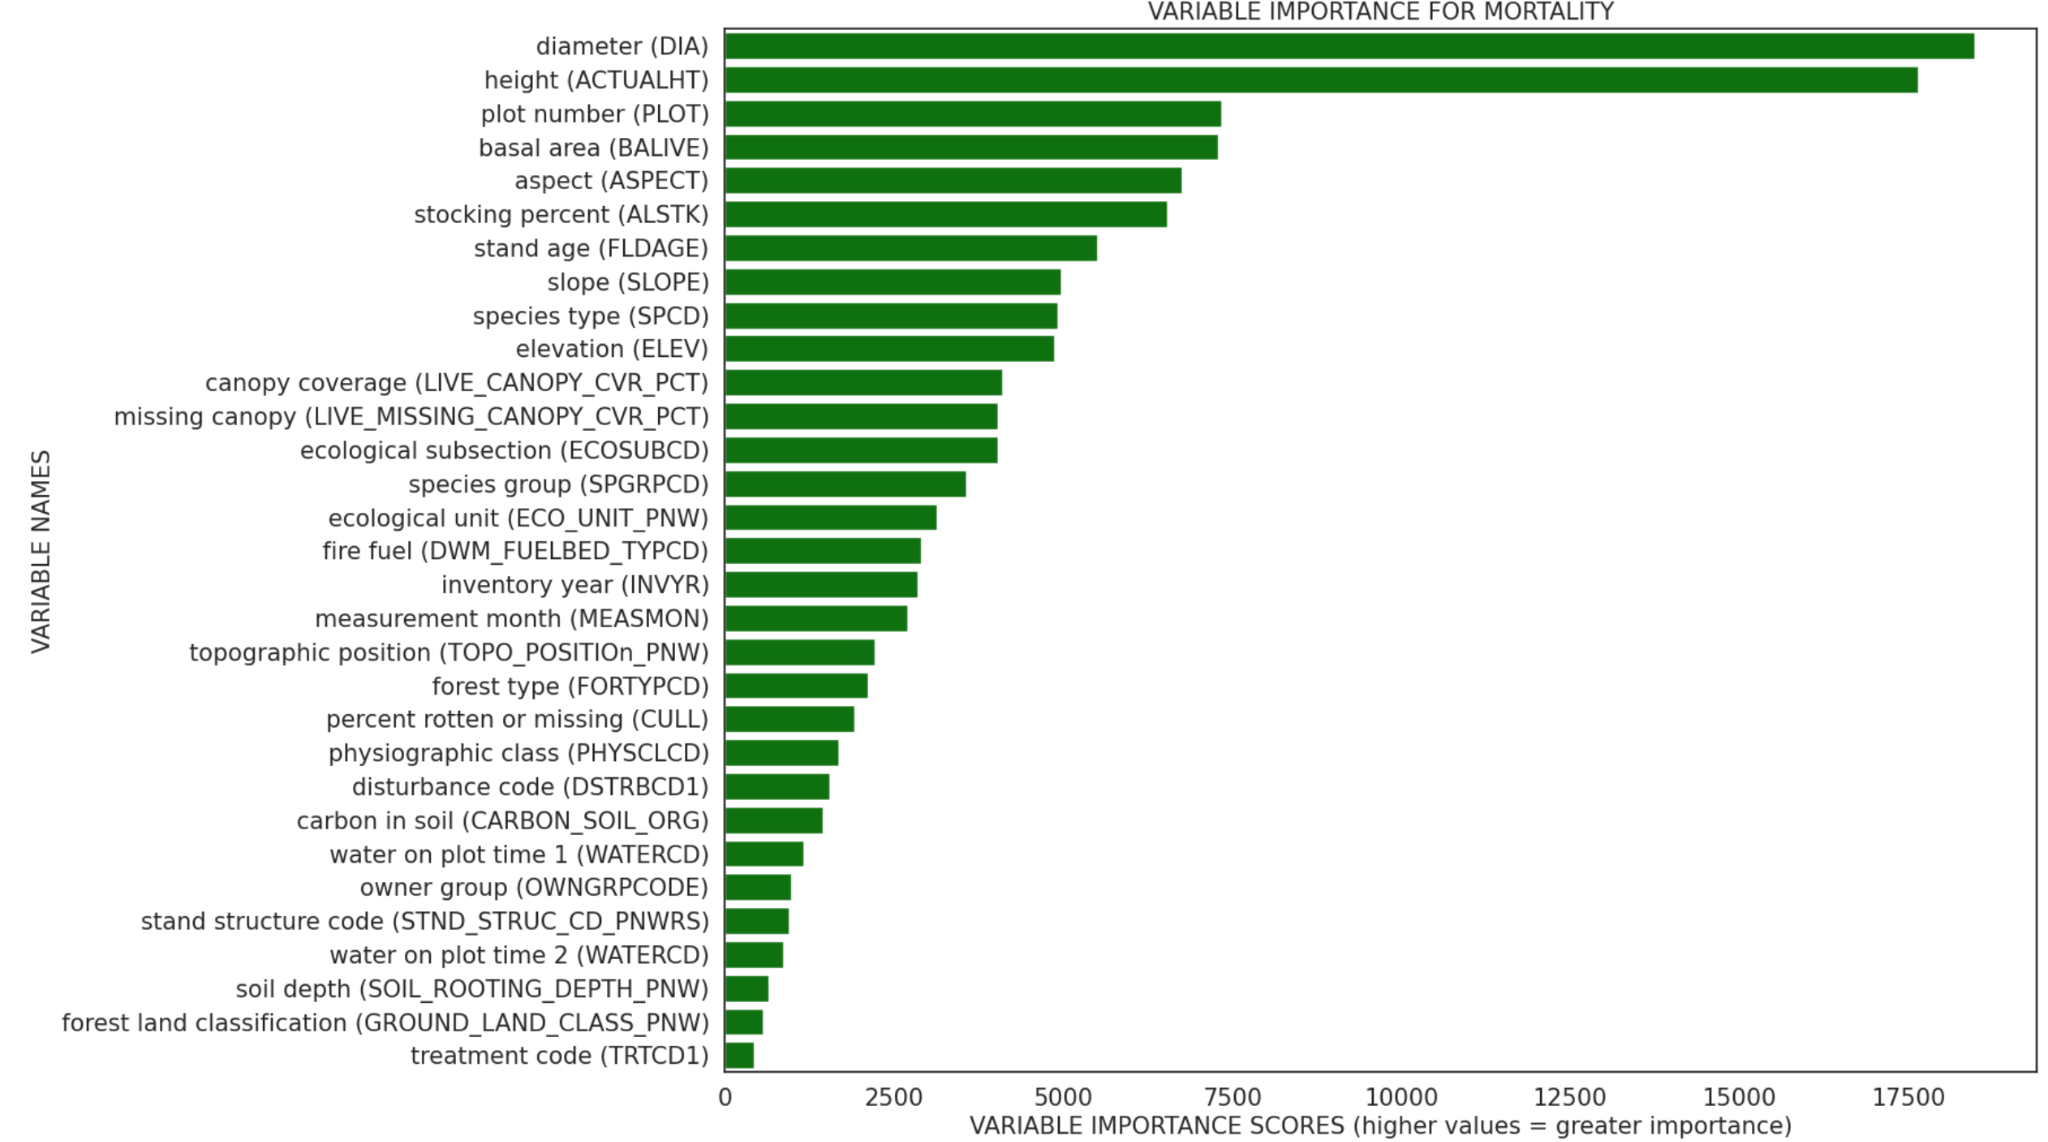 VARIABLE IMPORTANCE FOR MORTALITY
diameter (DIA)
height (ACTUALHT)
plot number (PLOT)
basal area (BALIVE)
aspect (ASPECT)
stocking percent (ALSTK)
stand age (FLDAGE)
slope (SLOPE)
species type (SPCD)
elevation (ELEV)
canopy coverage (LIVE_CANOPY_CVR_PCT)
missing canopy (LIVE_MISSING_CANOPY_CVR_PCT)
ecological subsection (ECOSUBCD)
species group (SPGRPCD)
ecological unit (ECO_UNIT_PNW)
fire fuel (DWM_FUELBED_TYPCD)
inventory year (INVYR)
measurement month (MEASMON)
topographic position (TOPO_POSITIOn_PNW)
forest type (FORTYPCD)
percent rotten or missing (CULL)
physiographic class (PHYSCLCD)
disturbance code (DSTRBCD1)
carbon in soil (CARBON_SOIL_ORG)
water on plot time 1 (WATERCD)
owner group (OWNGRPCODE)
stand structure code (STND_STRUC_CD_PNWRS)
water on plot time 2 (WATERCD)
soil depth (SOIL_ROOTING_DEPTH_PNW)
forest land classification (GROUND_LAND_CLASS_PNW)
treatment code (TRTCD1)
VARIABLE NAMES
0 2500 5000 7500 10000 12500 15000 17500
VARIABLE IMPORTANCE SCORES (higher values = greater importance)